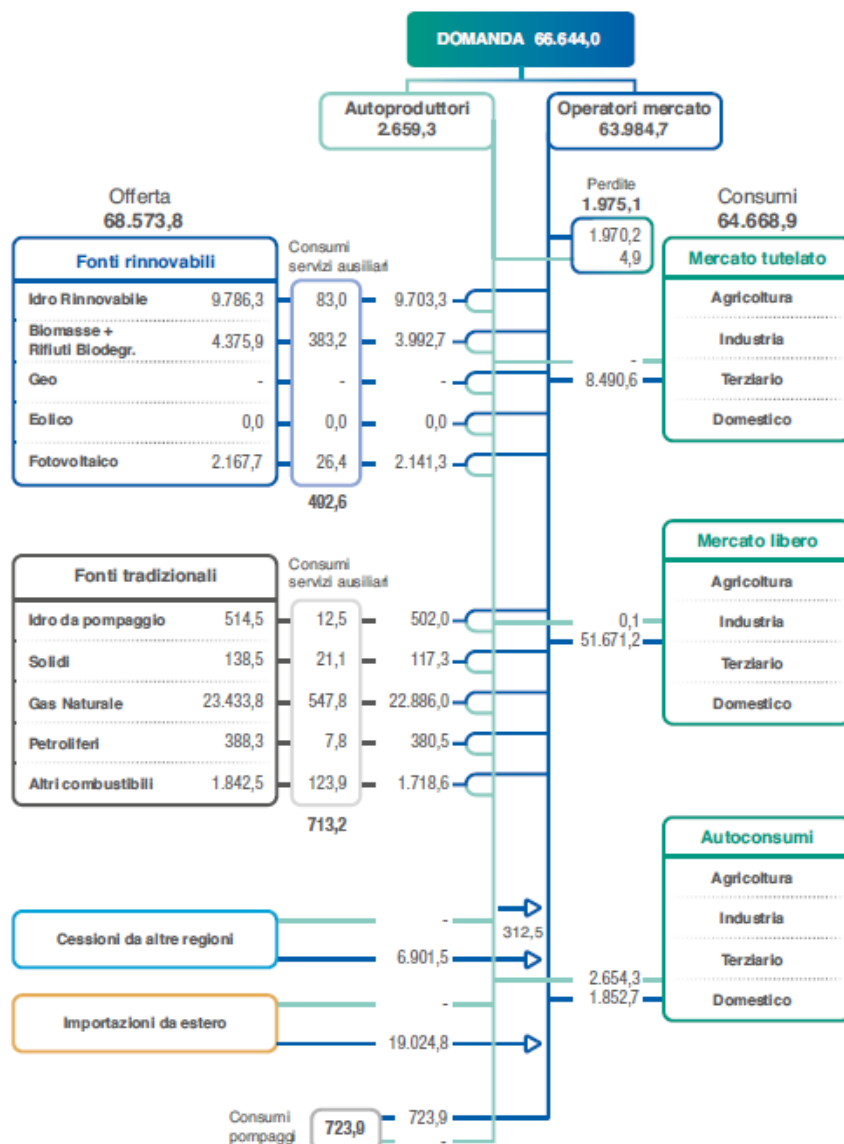 DOMANDA 66.644,0
Autoproduttori
2.659,3
Operatori mercato
63.984,7
Offerta
68.573,8
Perdite
1.975,1
1.970,2
4,9
Consumi
64.668,9
Fonti rinnovabili
Consumi
servizi ausiliari
Idro Rinnovabile 9.786,3 83,0 9.703,3
Biomasse +
Rifiuti Biodegr. 4.375,9 383,2 3.992,7
Geo - - -
Eolico 0,0 0,0 0,0
Fotovoltaico 2.167,7 26,4 2.141,3
492,6
Mercato tutelato
Agricoltura
Industria
-
8.490,6 Terziario
Domestico
Fonti tradizionali
Consumi
servizi ausiliari
Idro da pompaggio 514,5 12,5 502,0
Solidi 138,5 21,1 117,3
Gas Naturale 23.433,8 547,8 22.886,0
Petroliferi 388,3 7,8 380,5
Altri combustibili 1.842,5 123,9 1.718,6
713,2
Mercato libero
Agricoltura
0,1 Industria
51.671,2
Terziario
Domestico
Autoconsumi
Agricoltura
Industria
2.654,3 Terziario
1.852,7 Domestico
Cessioni da altre regioni
-
312,5
6.901,5
Importazioni da estero
-
19.024,8
Consumi
pompaggi
723,9
723,9
-